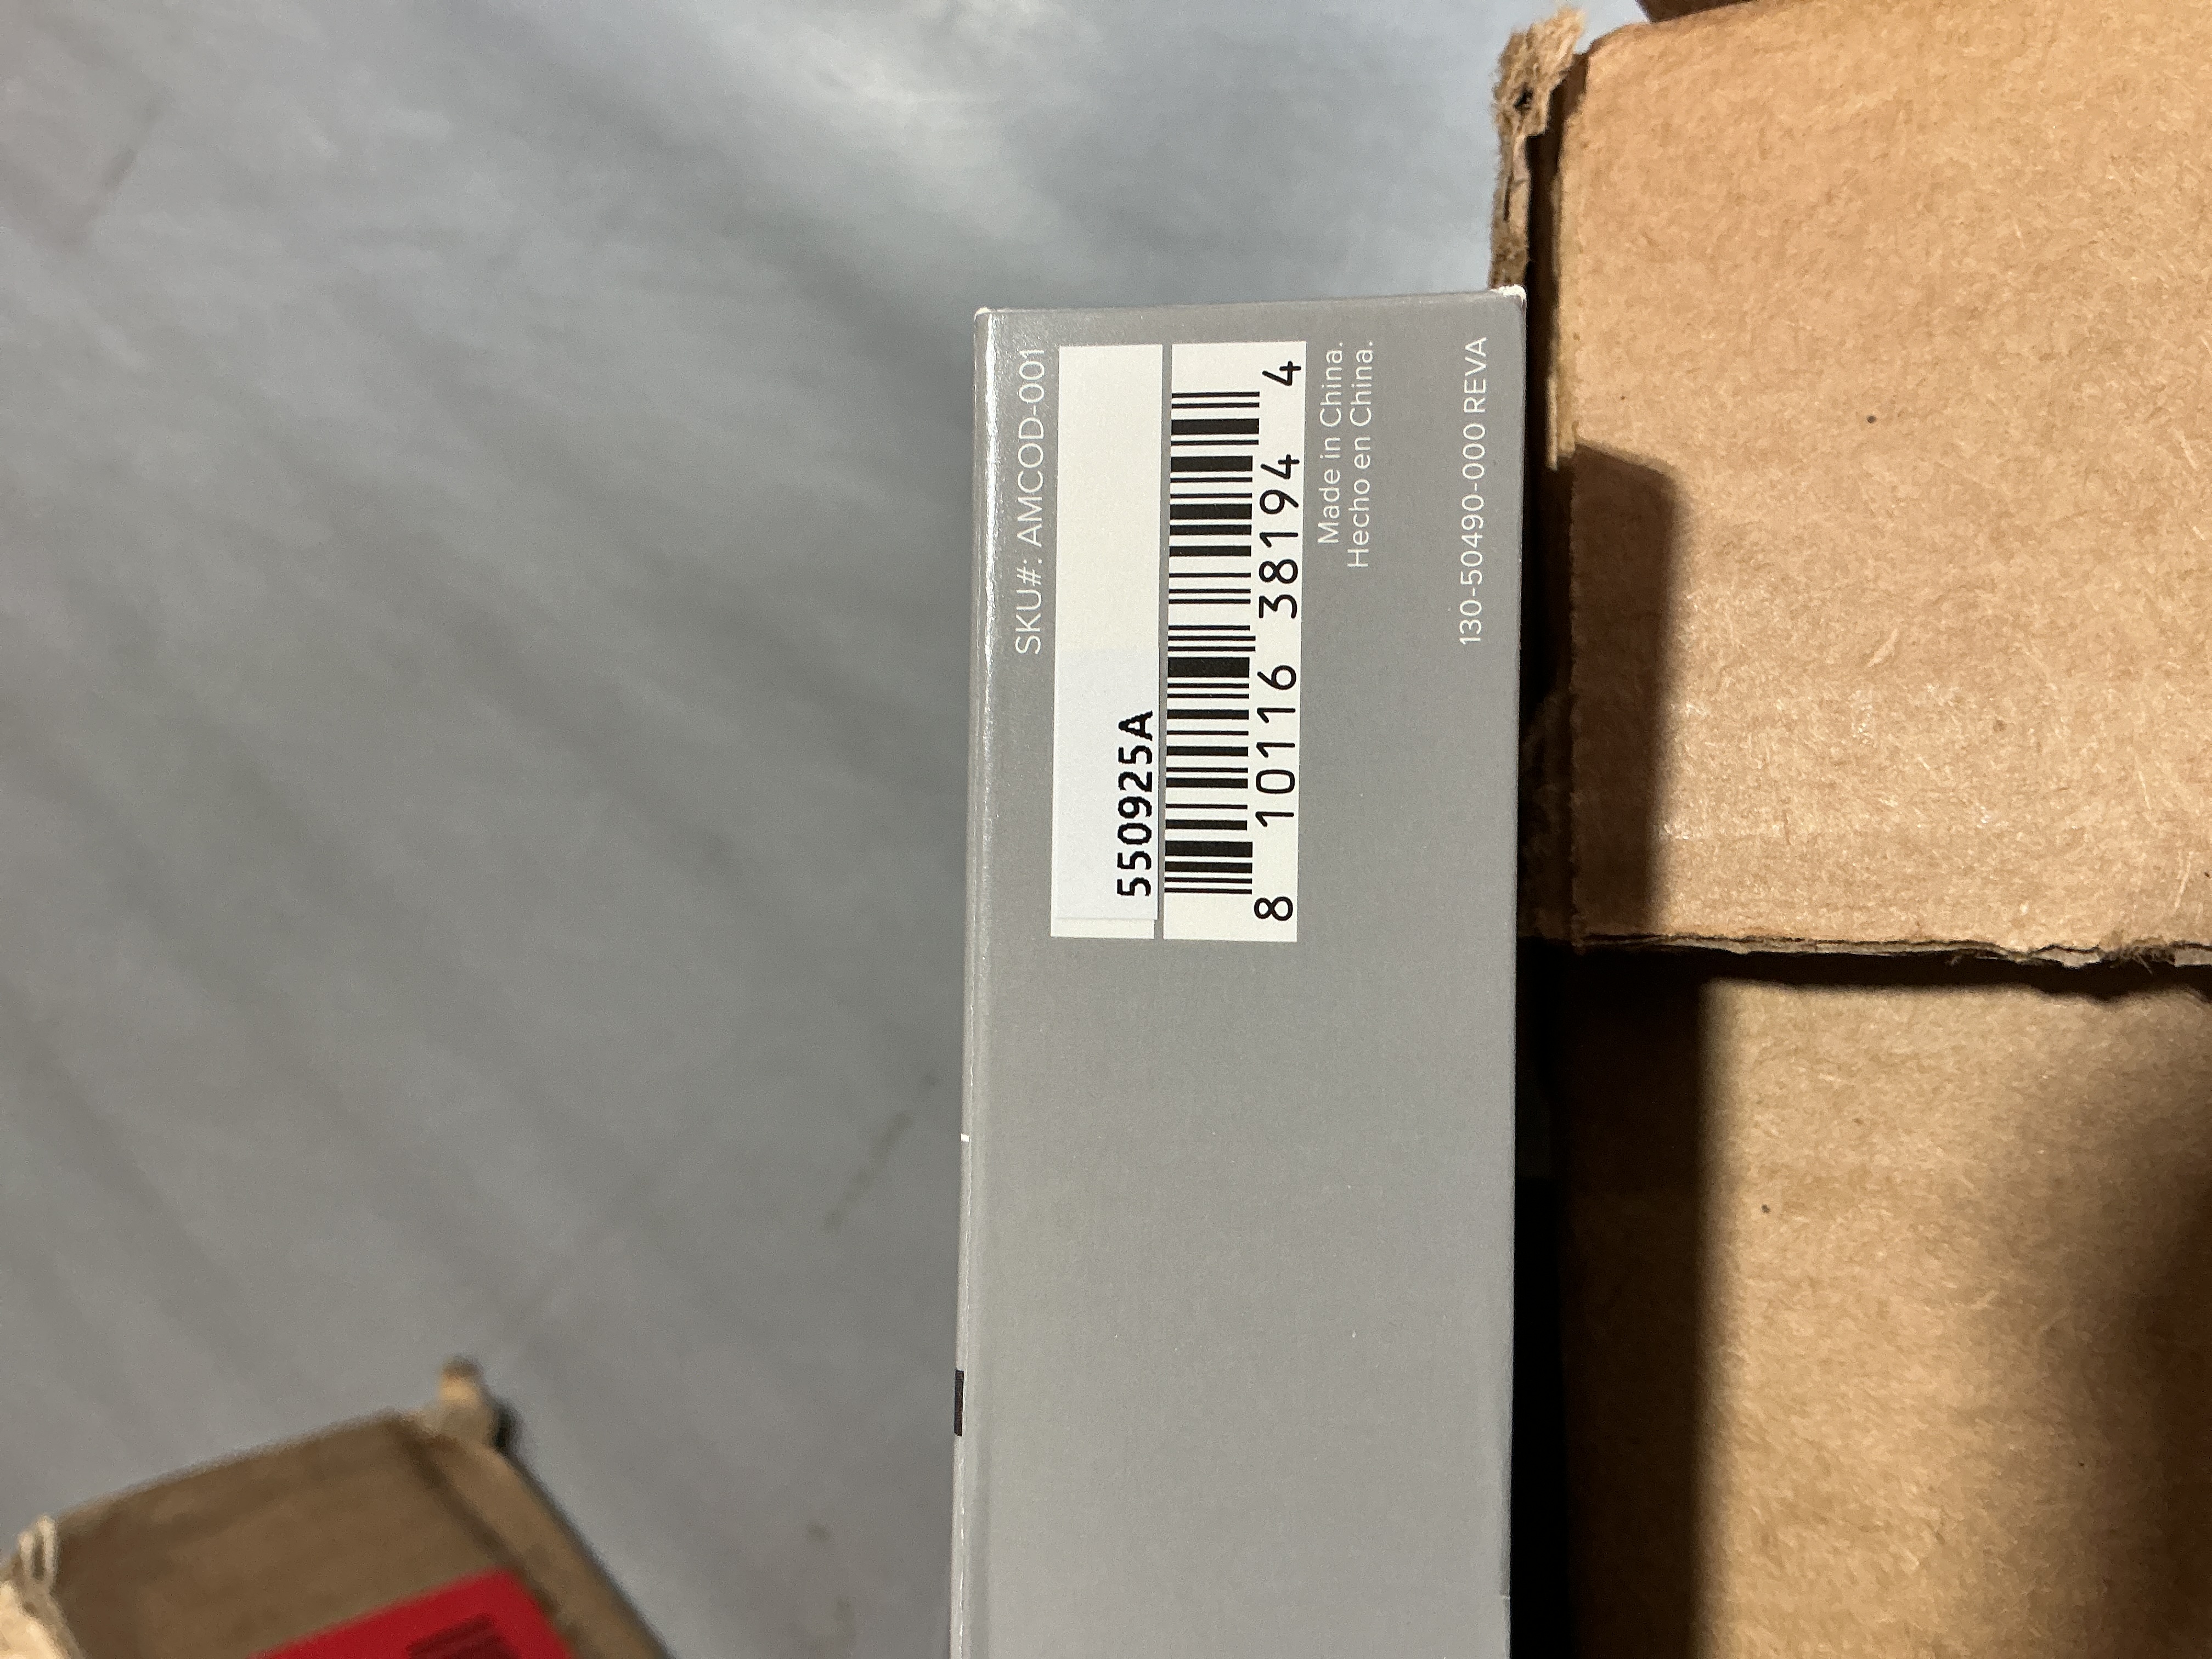 SKU#: AMCOD-001
550925A
8 10116 38194 4
Made in China.
Hecho en China.
130-50490-000 REVA